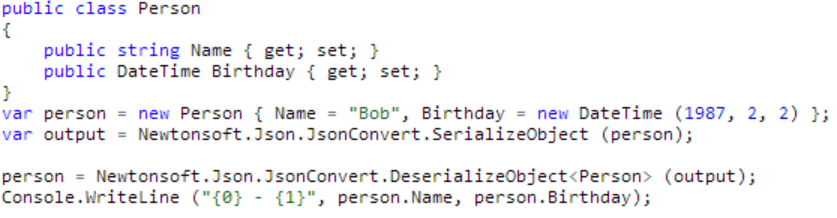 public class Person
{
    public string Name { get; set; }
    public DateTime Birthday { get; set; }
}
var person = new Person { Name = "Bob", Birthday = new DateTime (1987, 2, 2) };
var output = Newtonsoft.Json.JsonConvert.SerializeObject (person);

person = Newtonsoft.Json.JsonConvert.DeserializeObject<Person> (output);
Console.WriteLine ("{0} - {1}", person.Name, person.Birthday);